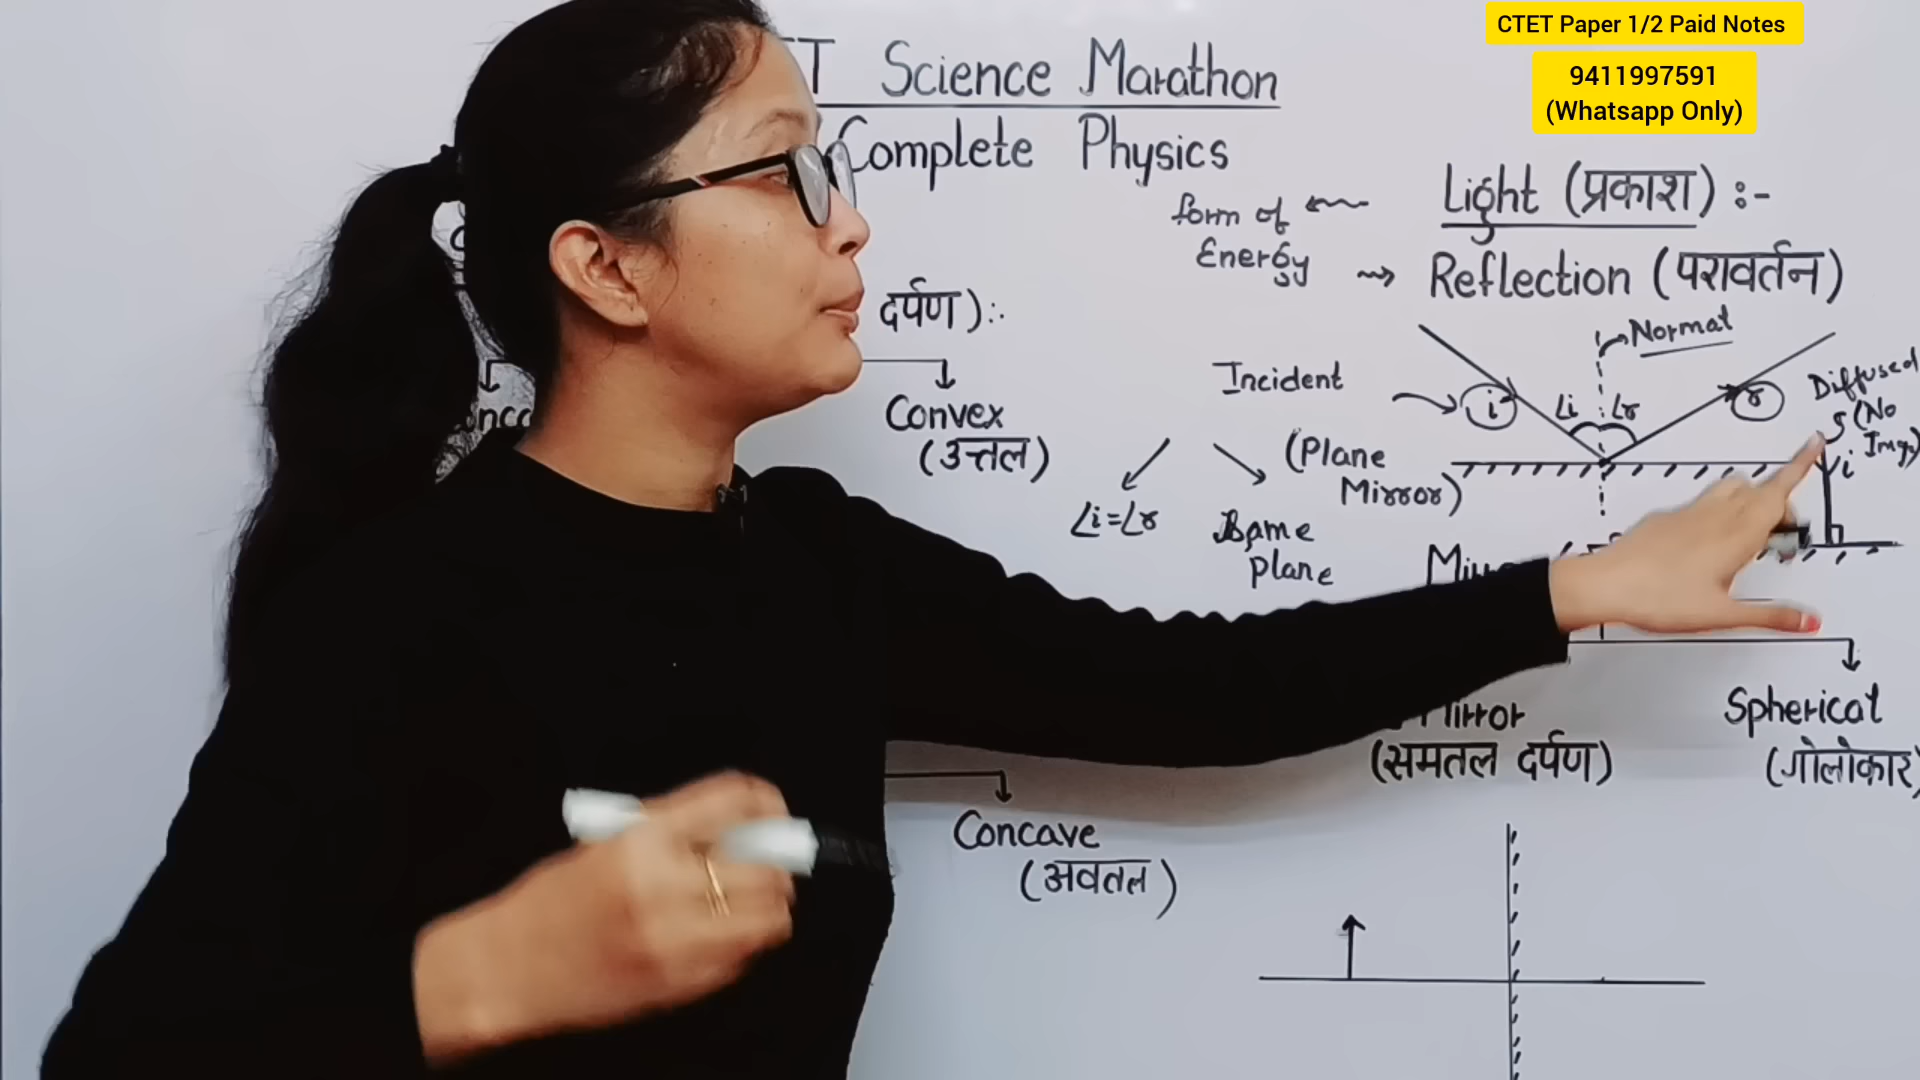 CTET Paper 1/2 Paid Notes
9411997591
(Whatsapp Only)
T Science Marathon
Complete Physics
Light (प्रकाश) :-
form of
Energy
Reflection (परावर्तन)
Normal
दर्पण ):-
Incident
i
∠i ∠r
r
Diffused
(No
Img)
i
Convex
(उत्तल)
(Plane
Mirror)
∠i=∠r
Same
plane
Mirror
(समतल दर्पण)
Spherical
(गोलोकार)
Concave
(अवतल)